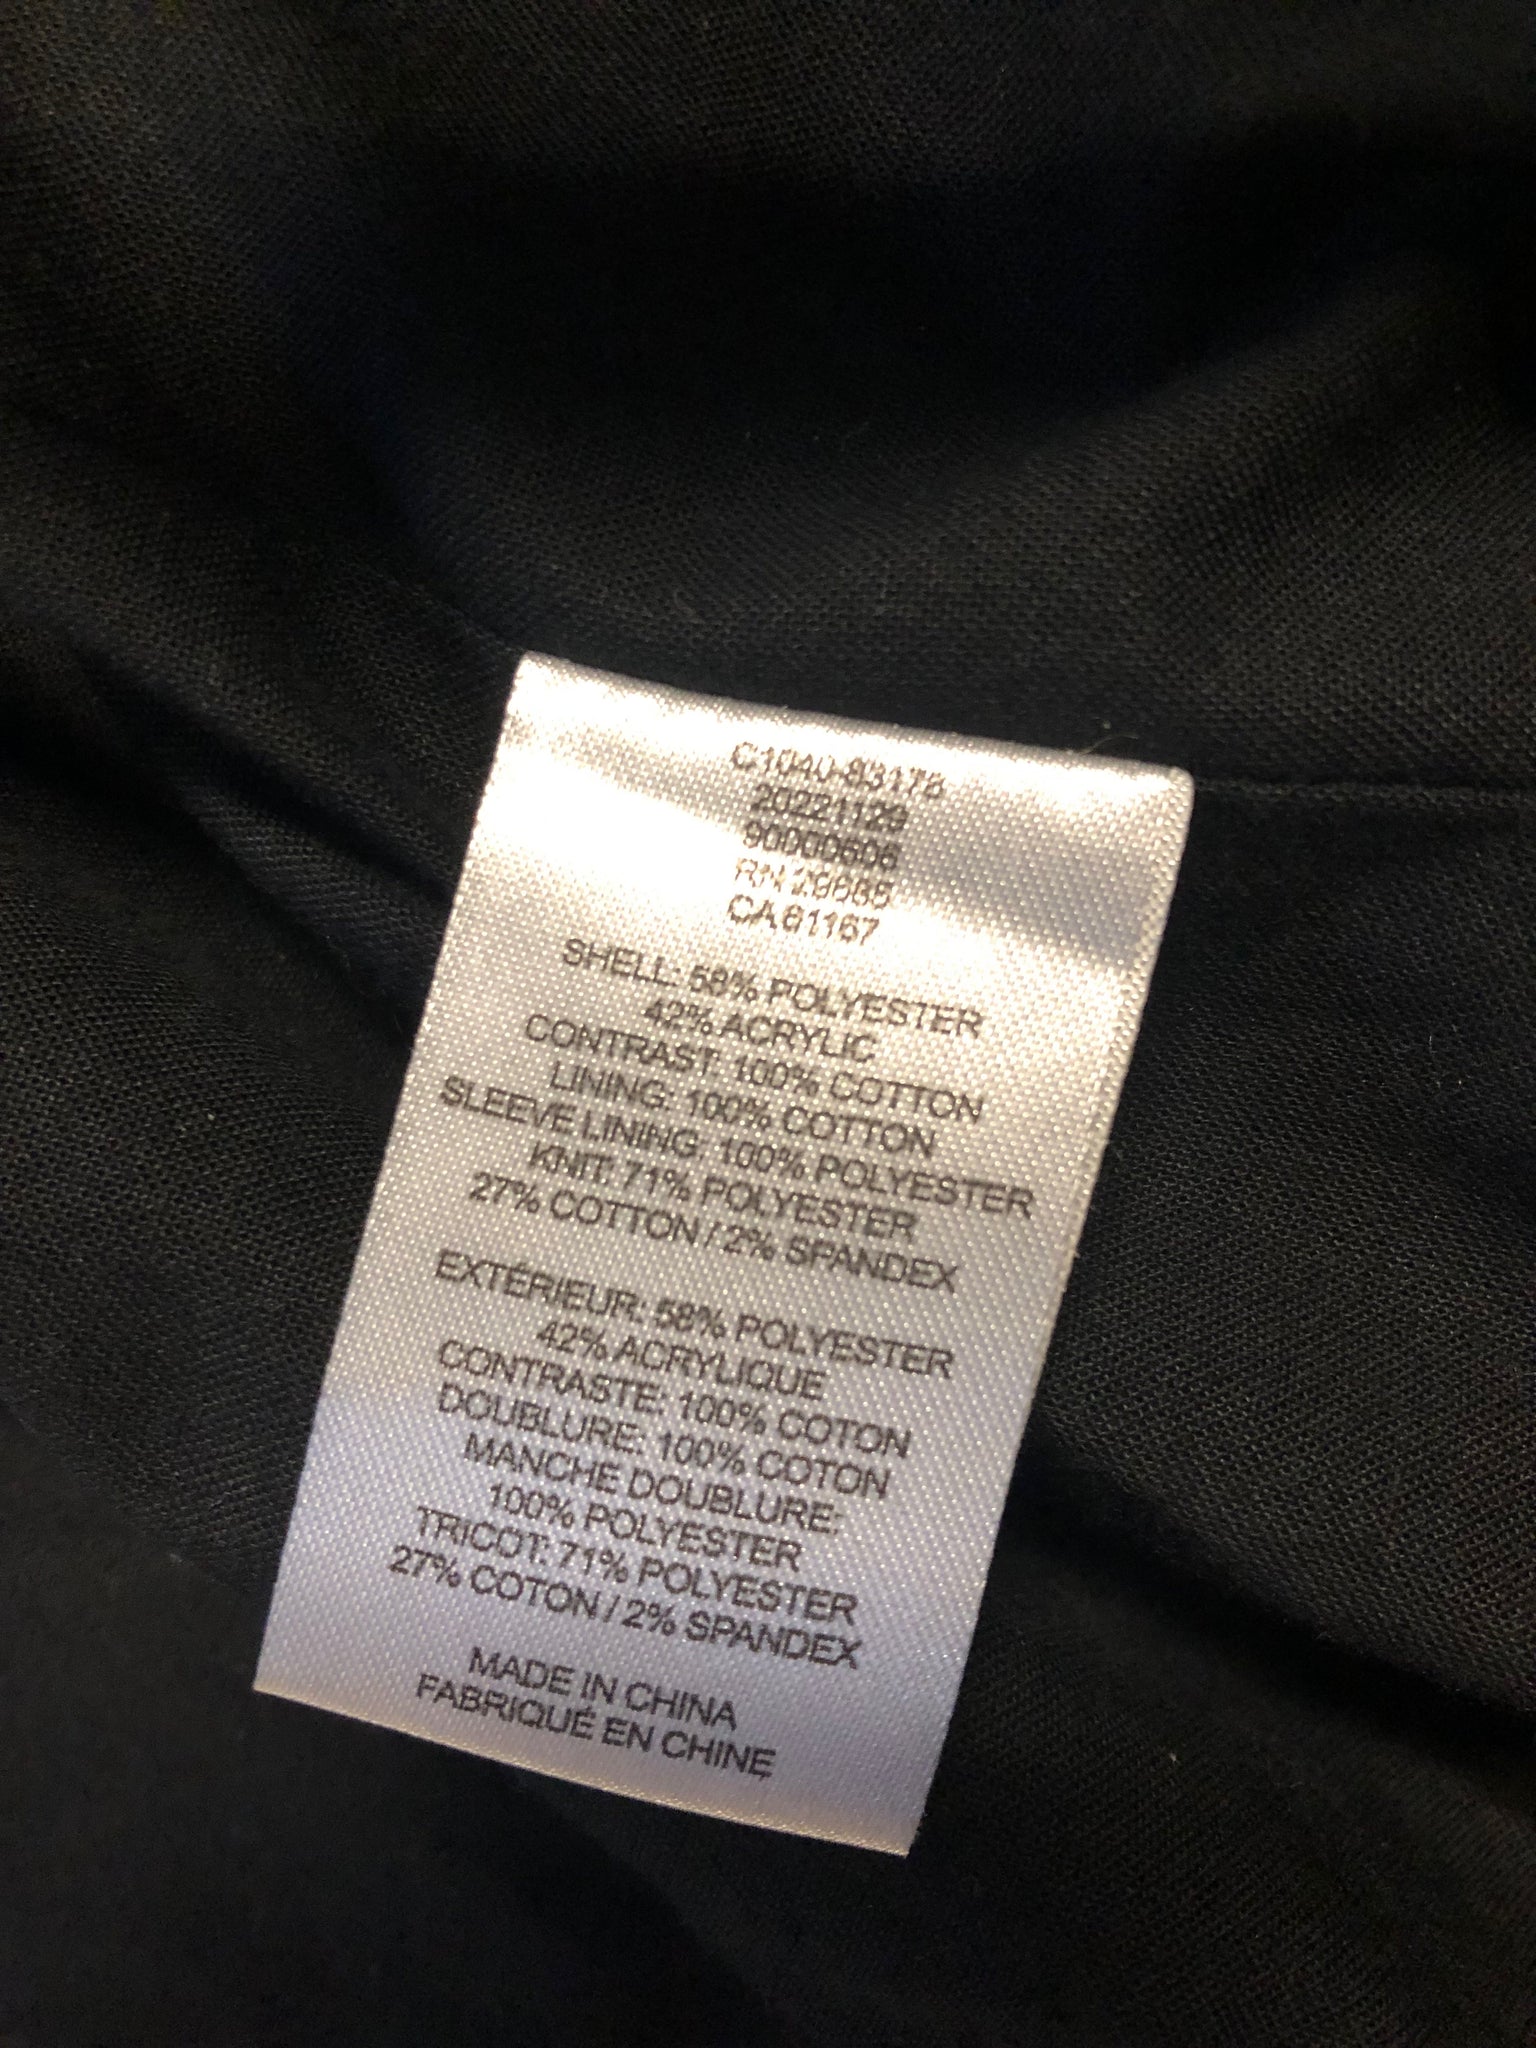 C1040-83178
20221129
90000606
RN 29685
CA 61167
SHELL: 58% POLYESTER
42% ACRYLIC
CONTRAST: 100% COTTON
LINING: 100% COTTON
SLEEVE LINING: 100% POLYESTER
KNIT: 71% POLYESTER
27% COTTON / 2% SPANDEX
EXTÉRIEUR: 58% POLYESTER
42% ACRYLIQUE
CONTRASTE: 100% COTON
DOUBLURE: 100% COTON
MANCHE DOUBLURE:
100% POLYESTER
TRICOT: 71% POLYESTER
27% COTON / 2% SPANDEX
MADE IN CHINA
FABRIQUÉ EN CHINE